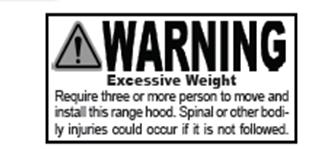 WARNING
Excessive Weight
Require three or more person to move and
install this range hood. Spinal or other bodi-
ly injuries could occur if it is not followed.